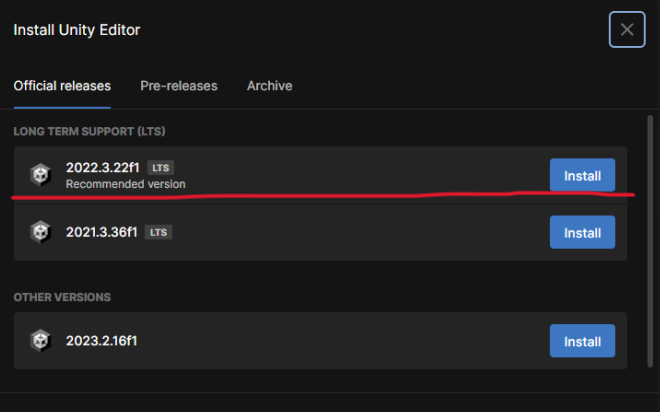 Install Unity Editor
Official releases Pre-releases Archive
LONG TERM SUPPORT (LTS)
2022.3.22f1 LTS
Recommended version
Install
2021.3.36f1 LTS
Install
OTHER VERSIONS
2023.2.16f1
Install